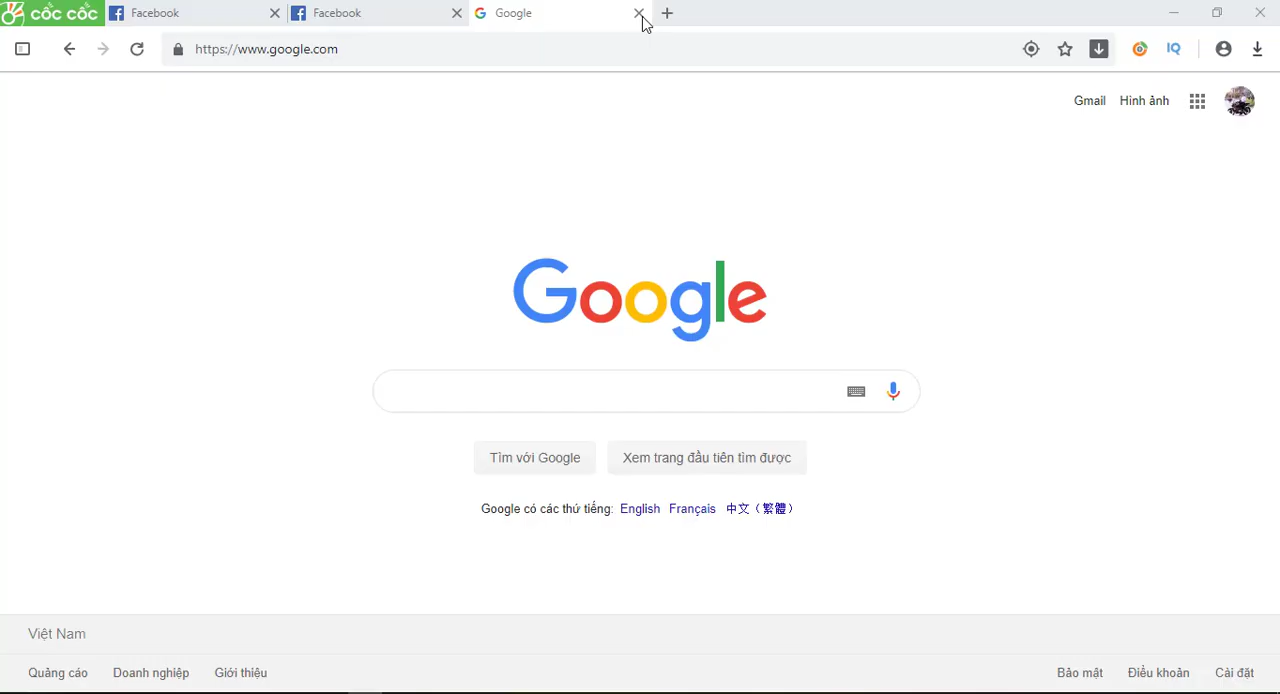 cốc cốc Facebook Facebook Google
https://www.google.com IQ
Gmail Hình ảnh
Google
Tìm với Google Xem trang đầu tiên tìm được
Google có các thứ tiếng: English Français 中文（繁體）
Việt Nam
Quảng cáo Doanh nghiệp Giới thiệu Bảo mật Điều khoản Cài đặt